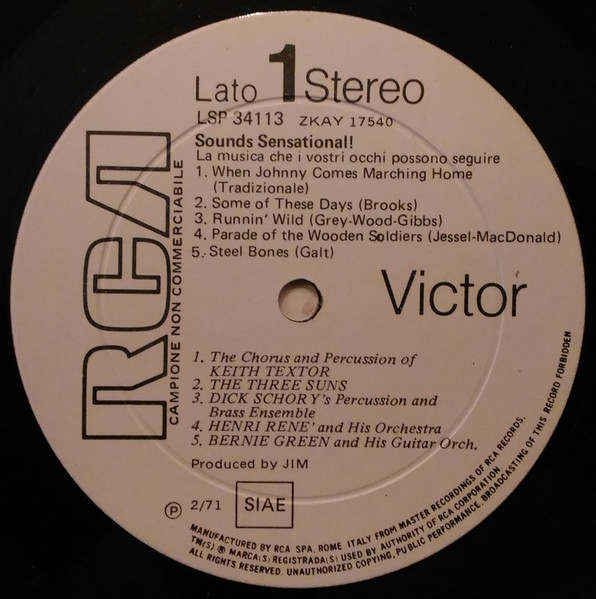 Lato 1 Stereo
LSP 34113 ZKAY 17540
Sounds Sensational!
La musica che i vostri occhi possono seguire
1. When Johnny Comes Marching Home
(Tradizionale)
2. Some of These Days (Brooks)
3. Runnin' Wild (Grey-Wood-Gibbs)
4. Parade of the Wooden Soldiers (Jessel-MacDonald)
5. Steel Bones (Galt)
RCA
CAMPIONE NON COMMERCIABILE
Victor
1. The Chorus and Percussion of
KEITH TEXTOR
2. THE THREE SUNS
3. DICK SCHORY's Percussion and
Brass Ensemble
4. HENRI RENE' and His Orchestra
5. BERNIE GREEN and His Guitar Orch.
Produced by JIM
Ⓟ 2/71 SIAE
MANUFACTURED BY RCA SPA, ROME ITALY FROM MASTER RECORDINGS OF RCA RECORDS.
TM(S) ® MARCA(S) REGISTRADA(S) USED BY AUTHORITY OF RCA CORPORATION
ALL RIGHTS RESERVED. UNAUTHORIZED COPYING, PUBLIC PERFORMANCE, BROADCASTING OF THIS RECORD FORBIDDEN